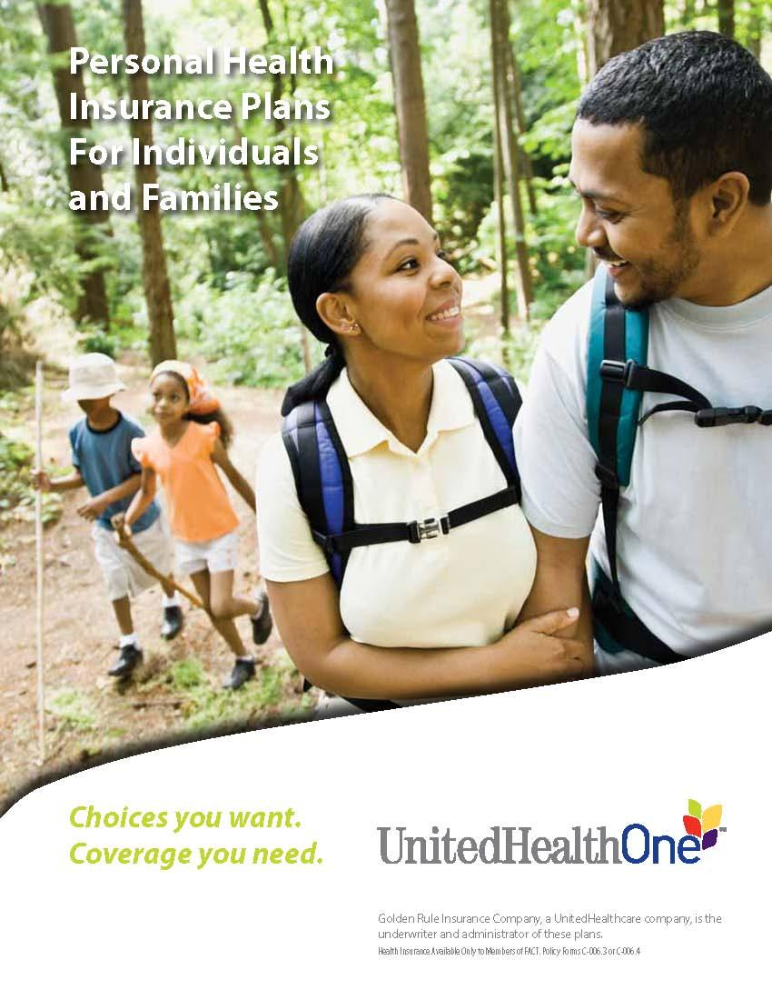 Personal Health
Insurance Plans
For Individuals
and Families
Choices you want.
Coverage you need.
UnitedHealthOne™
Golden Rule Insurance Company, a UnitedHealthcare company, is the
underwriter and administrator of these plans.
Health Insurance Available Only to Members of FACT. Policy Forms C-006.3 or C-006.4